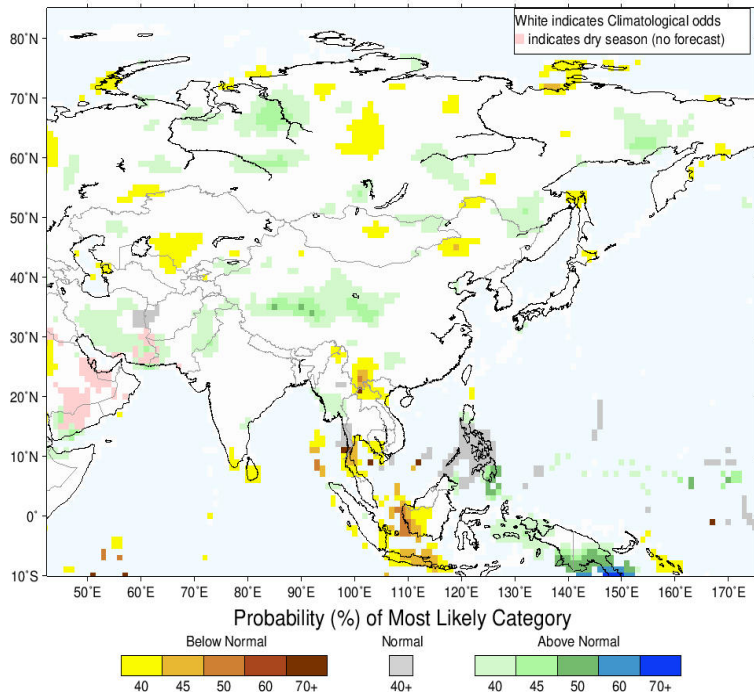 White indicates Climatological odds
indicates dry season (no forecast)
80˚N
70˚N
60˚N
50˚N
40˚N
30˚N
20˚N
10˚N
0˚
10˚S
50˚E 60˚E 70˚E 80˚E 90˚E 100˚E 110˚E 120˚E 130˚E 140˚E 150˚E 160˚E 170˚E
Probability (%) of Most Likely Category
Below Normal Normal Above Normal
40 45 50 60 70+ 40+ 40 45 50 60 70+